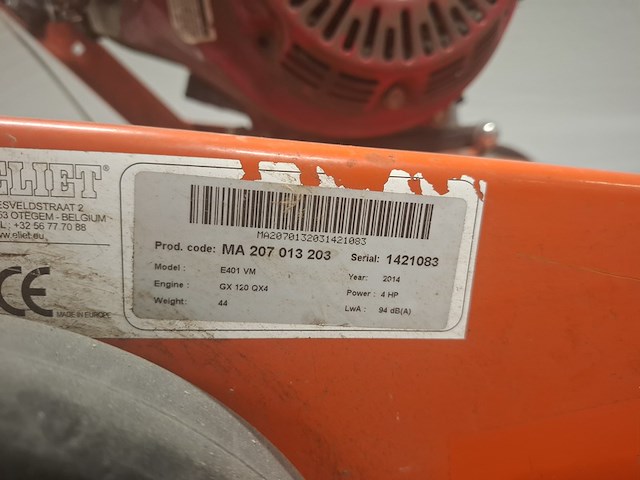 ELIET®
ESVELDSTRAAT 2
53 OTEGEM - BELGIUM
L : +32 56 77 70 88
ww.eliet.eu
CE
MADE IN EUROPE
MA2070132031421083
Prod. code: MA 207 013 203 Serial: 1421083
Model : E401 VM Year: 2014
Engine : GX 120 QX4 Power : 4 HP
Weight: 44 LwA : 94 dB(A)